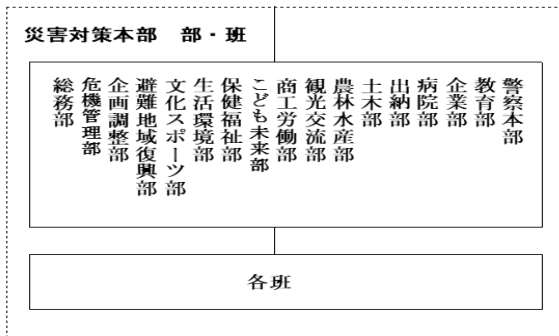 災害対策本部　部・班
総務部
危機管理部
企画調整部
避難地域復興部
文化スポーツ部
生活環境部
保健福祉部
こども未来部
商工労働部
観光交流部
農林水産部
土木部
出納部
病院部
企業部
教育部
警察本部
各班